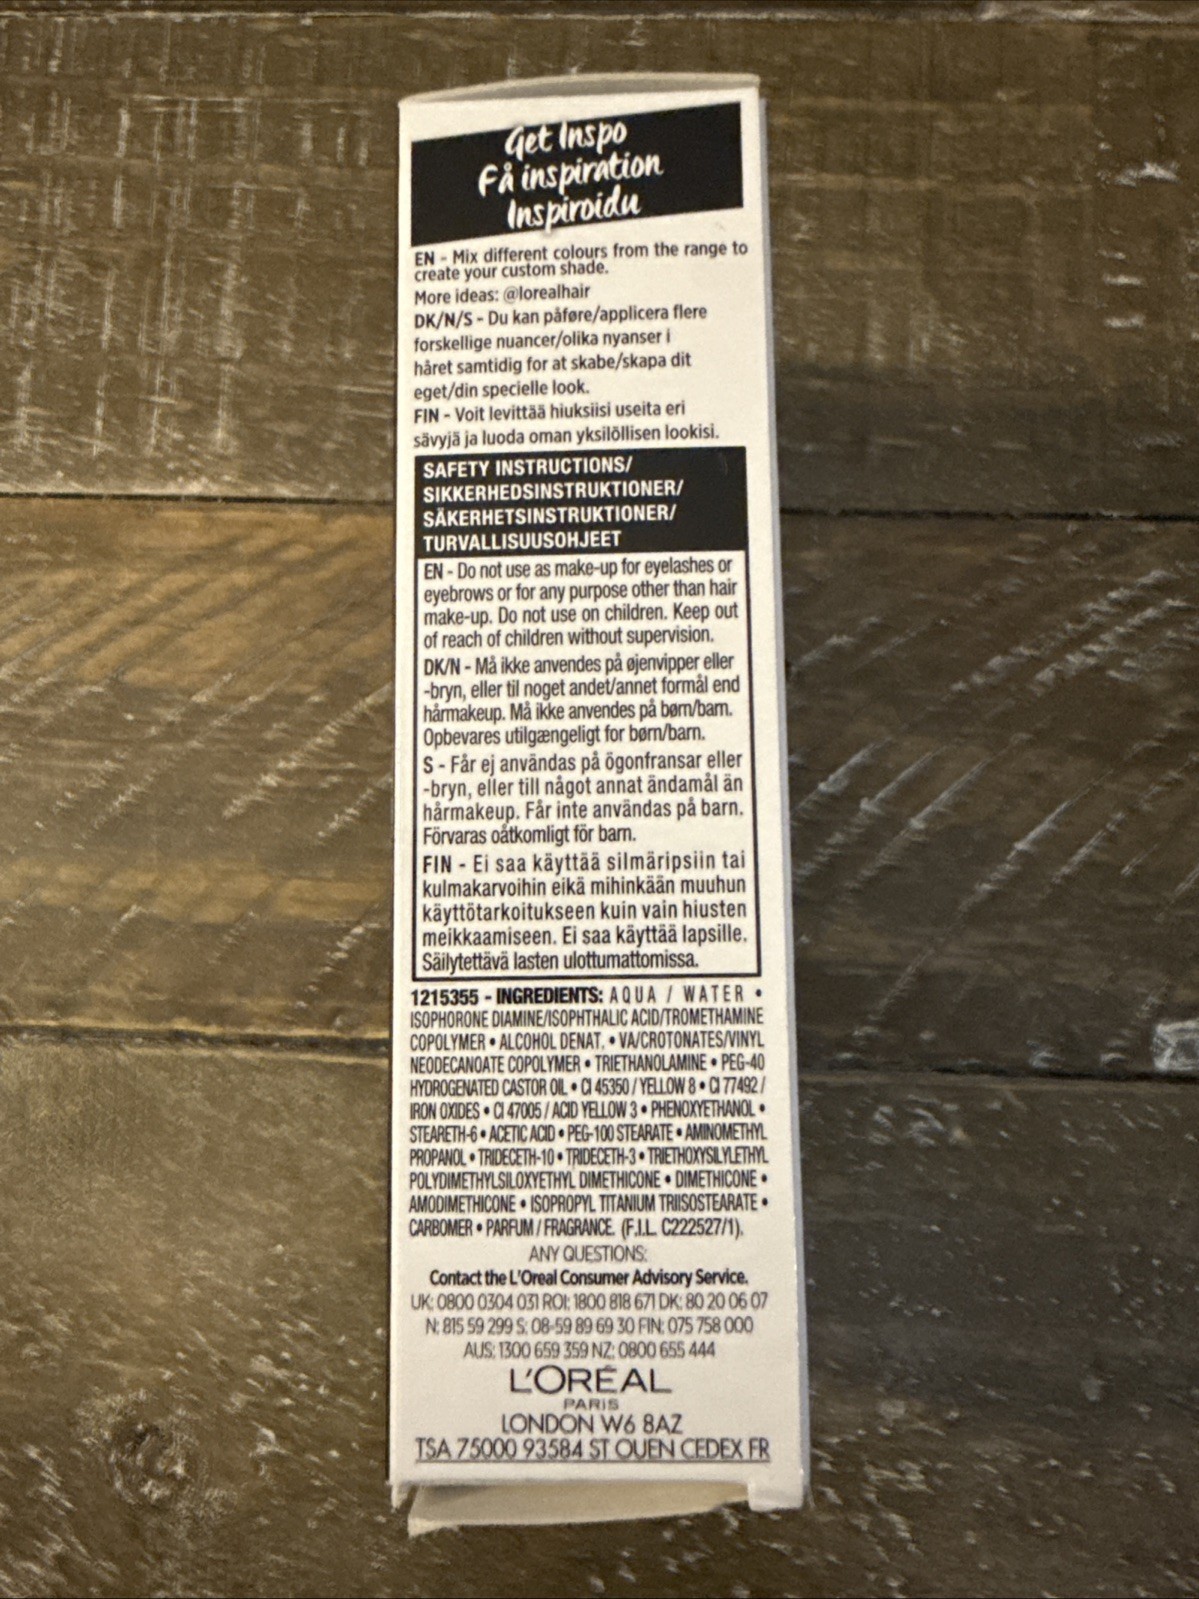 Get Inspo
Få inspiration
Inspiroidu
EN - Mix different colours from the range to
create your custom shade.
More ideas: @lorealhair
DK/N/S - Du kan påføre/applicera flere
forskellige nuancer/olika nyanser i
håret samtidig for at skabe/skapa dit
eget/din specielle look.
FIN - Voit levittää hiuksiisi useita eri
sävyjä ja luoda oman yksilöllisen lookisi.
SAFETY INSTRUCTIONS/
SIKKERHEDSINSTRUKTIONER/
SÄKERHETSINSTRUKTIONER/
TURVALLISUUSOHJEET
EN - Do not use as make-up for eyelashes or
eyebrows or for any purpose other than hair
make-up. Do not use on children. Keep out
of reach of children without supervision.
DK/N - Må ikke anvendes på øjenvipper eller
-bryn, eller til noget andet/annet formål end
hårmakeup. Må ikke anvendes på børn/barn.
Opbevares utilgængeligt for børn/barn.
S - Får ej användas på ögonfransar eller
-bryn, eller till något annat ändamål än
hårmakeup. Får inte användas på barn.
Förvaras oåtkomligt för barn.
FIN - Ei saa käyttää silmäripsiin tai
kulmakarvoihin eikä mihinkään muuhun
käyttötarkoitukseen kuin vain hiusten
meikkaamiseen. Ei saa käyttää lapsille.
Säilytettävä lasten ulottumattomissa.
1215355 - INGREDIENTS: AQUA / WATER •
ISOPHORONE DIAMINE/ISOPHTHALIC ACID/TROMETHAMINE
COPOLYMER • ALCOHOL DENAT. • VA/CROTONATES/VINYL
NEODECANOATE COPOLYMER • TRIETHANOLAMINE • PEG-40
HYDROGENATED CASTOR OIL • CI 45350 / YELLOW 8 • CI 77492 /
IRON OXIDES • CI 47005 / ACID YELLOW 3 • PHENOXYETHANOL •
STEARETH-6 • ACETIC ACID • PEG-100 STEARATE • AMINOMETHYL
PROPANOL • TRIDECETH-10 • TRIDECETH-3 • TRIETHOXYSILYLETHYL
POLYDIMETHYLSILOXYETHYL DIMETHICONE • DIMETHICONE •
AMODIMETHICONE • ISOPROPYL TITANIUM TRIISOSTEARATE •
CARBOMER • PARFUM / FRAGRANCE. (F.I.L. C222527/1).
ANY QUESTIONS:
Contact the L'Oreal Consumer Advisory Service.
UK: 0800 0304 031 ROI: 1800 818 671 DK: 80 20 06 07
N: 815 59 299 S: 08-59 89 69 30 FIN: 075 758 000
AUS: 1300 659 359 NZ: 0800 655 444
L'ORÉAL
PARIS
LONDON W6 8AZ
TSA 75000 93584 ST OUEN CEDEX FR